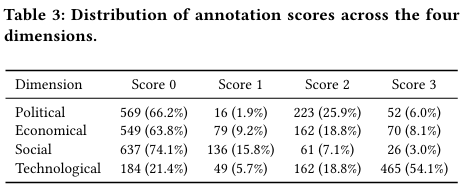 Table 3: Distribution of annotation scores across the four
dimensions.
Dimension Score 0 Score 1 Score 2 Score 3
Political 569 (66.2%) 16 (1.9%) 223 (25.9%) 52 (6.0%)
Economical 549 (63.8%) 79 (9.2%) 162 (18.8%) 70 (8.1%)
Social 637 (74.1%) 136 (15.8%) 61 (7.1%) 26 (3.0%)
Technological 184 (21.4%) 49 (5.7%) 162 (18.8%) 465 (54.1%)